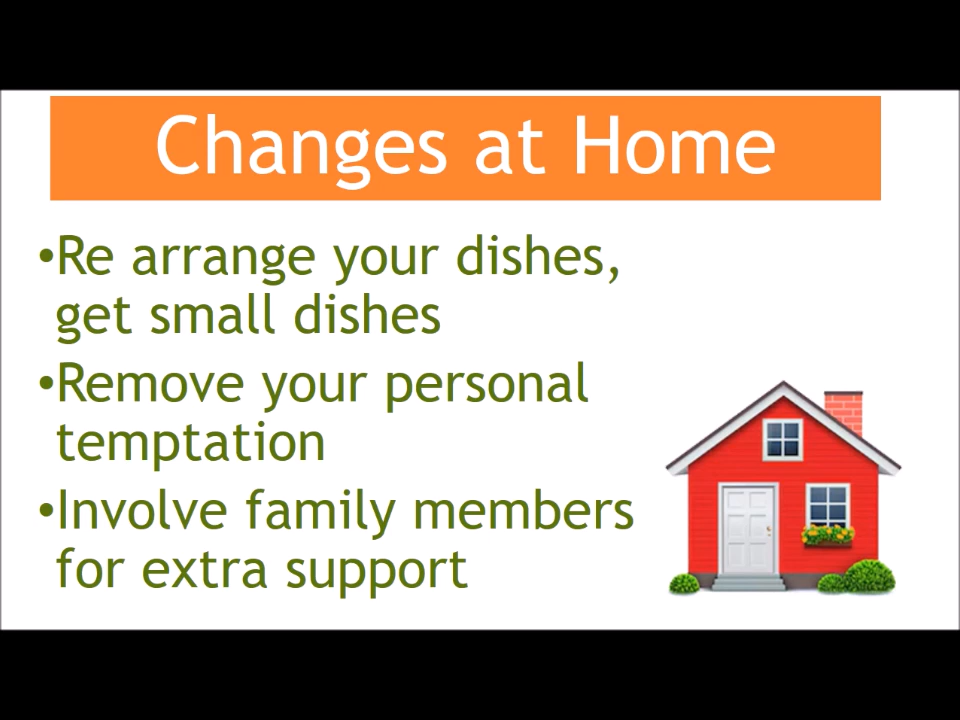 Changes at Home
•Re arrange your dishes,
get small dishes
•Remove your personal
temptation
•Involve family members
for extra support